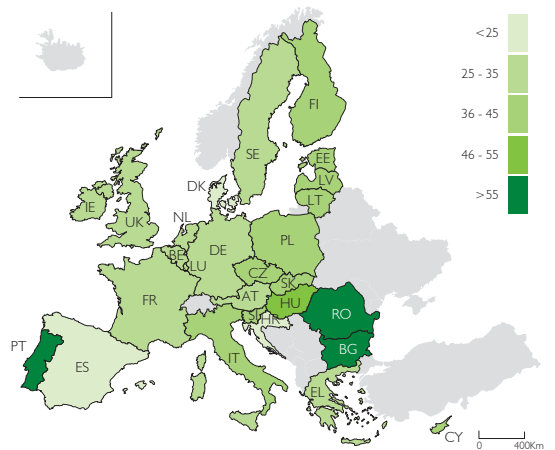 <25
25 - 35
36 - 45
46 - 55
>55
FI
SE
EE
LV
LT
DK
IE
UK
NL
BE
LU
DE
PL
CZ
SK
FR
AT
HU
SI
HR
RO
BG
PT
ES
IT
EL
CY
0
400Km